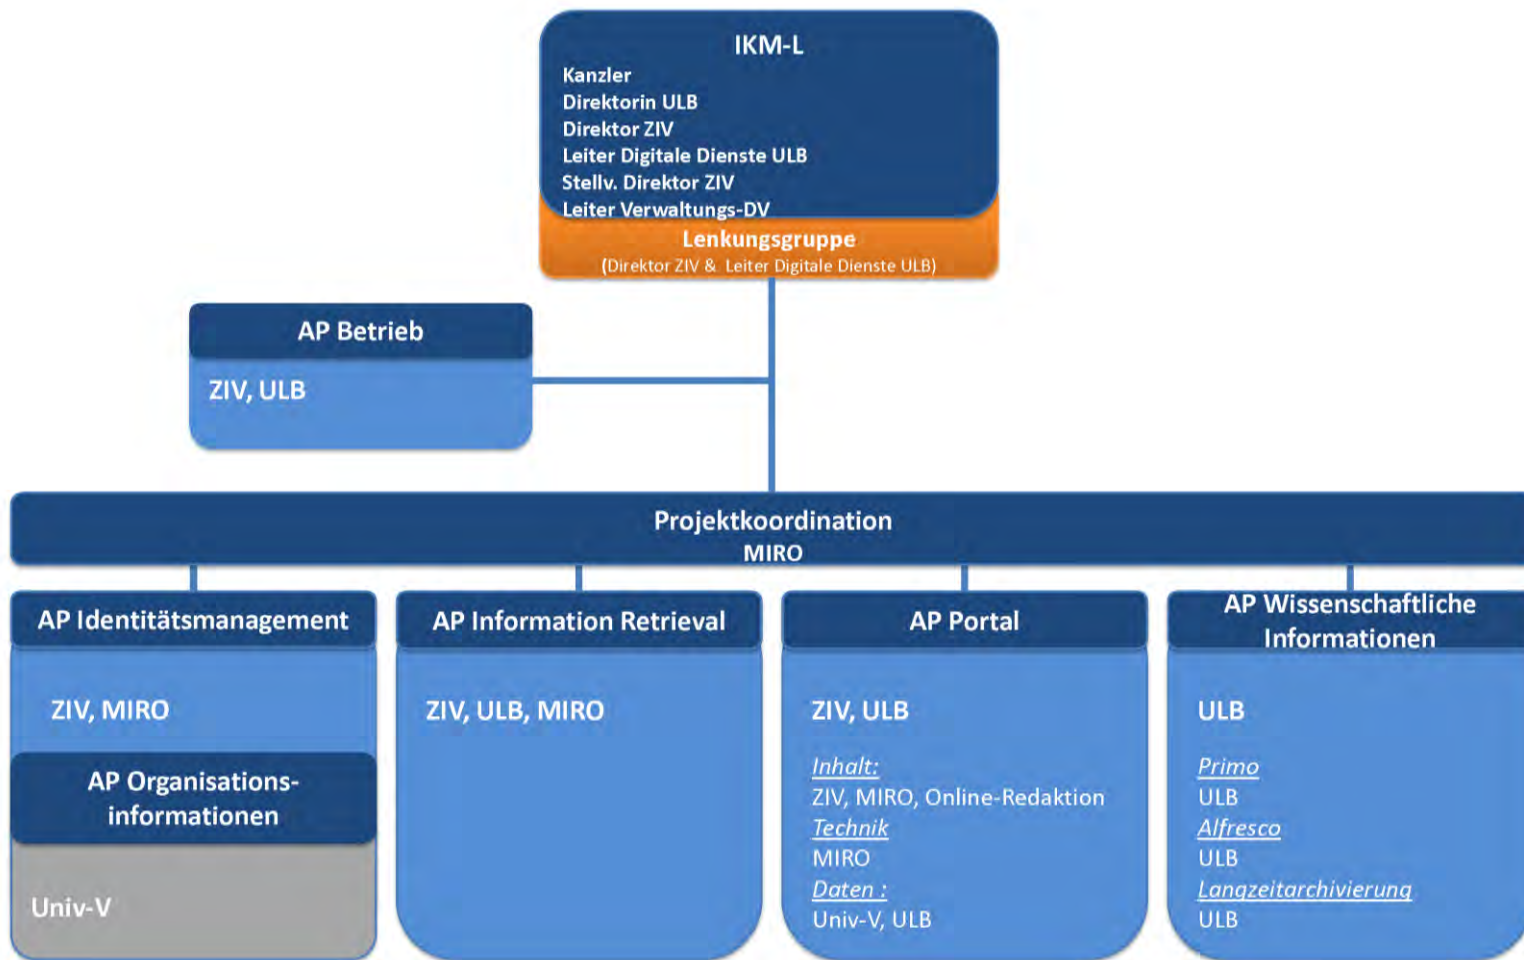 IKM-L
Kanzler
Direktorin ULB
Direktor ZIV
Leiter Digitale Dienste ULB
Stellv. Direktor ZIV
Leiter Verwaltungs-DV
Lenkungsgruppe
(Direktor ZIV & Leiter Digitale Dienste ULB)
AP Betrieb
ZIV, ULB
Projektkoordination
MIRO
AP Identitätsmanagement
ZIV, MIRO
AP Organisations-
informationen
Univ-V
AP Information Retrieval
ZIV, ULB, MIRO
AP Portal
ZIV, ULB
Inhalt:
ZIV, MIRO, Online-Redaktion
Technik
MIRO
Daten :
Univ-V, ULB
AP Wissenschaftliche
Informationen
ULB
Primo
ULB
Alfresco
ULB
Langzeitarchivierung
ULB